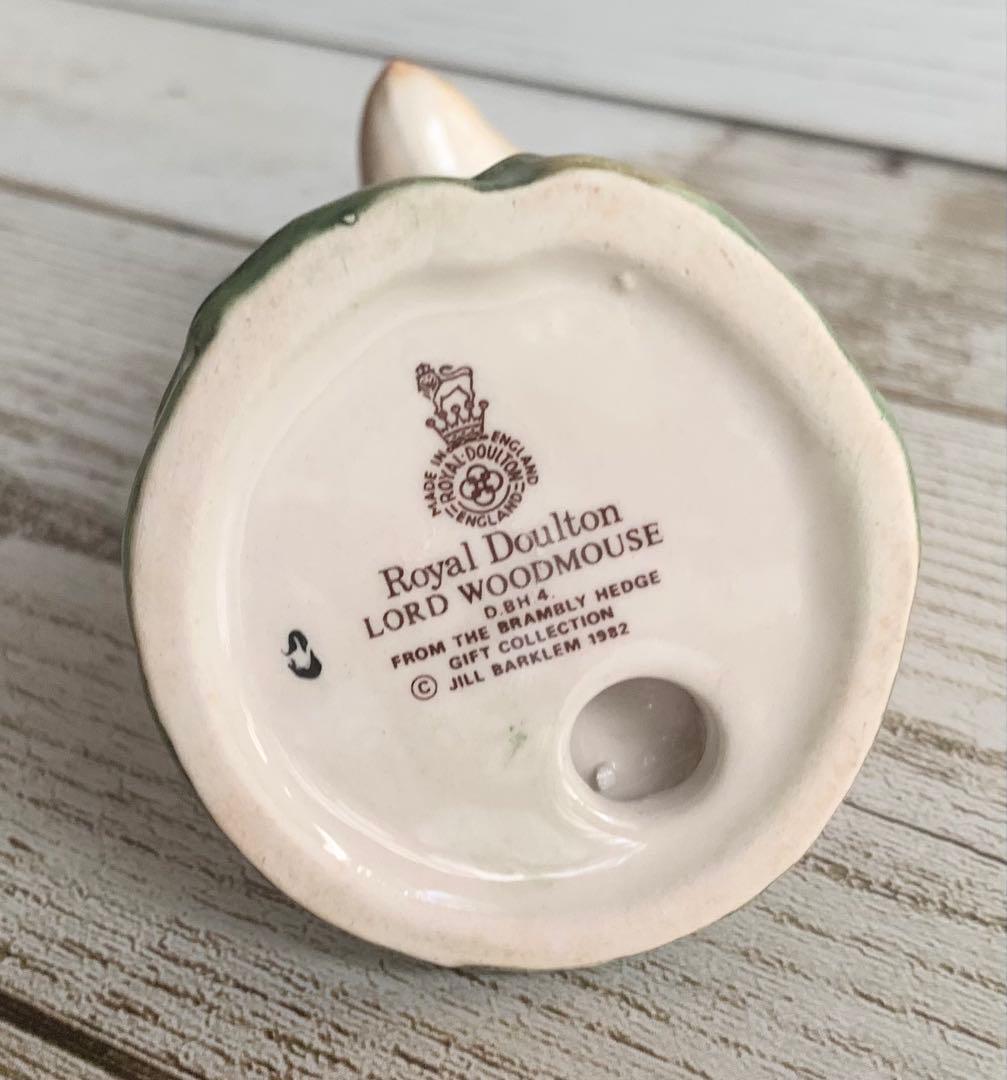 MADE IN ENGLAND
ROYAL·DOULTON
ENGLAND
Royal Doulton
LORD WOODMOUSE
D.BH 4.
FROM THE BRAMBLY HEDGE
GIFT COLLECTION
© JILL BARKLEM 1982